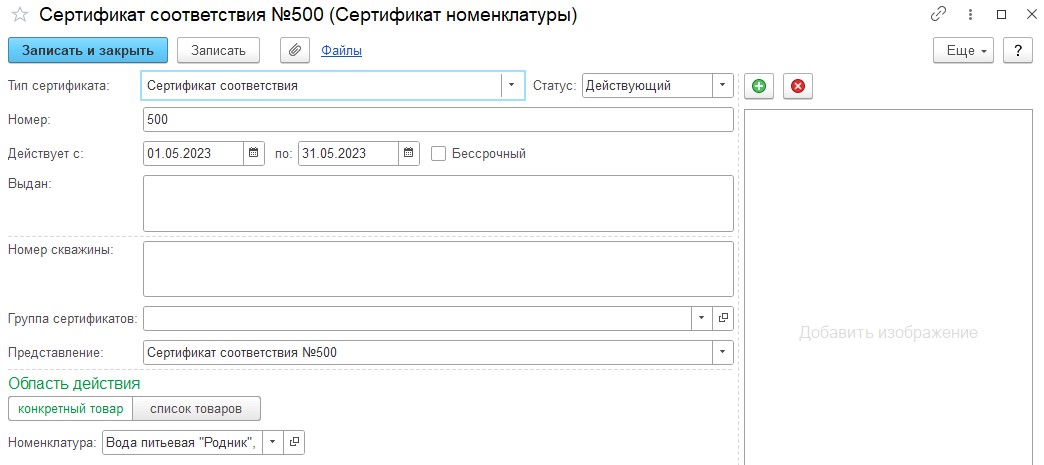 Сертификат соответствия №500 (Сертификат номенклатуры)
Записать и закрыть Записать Файлы Еще ?
Тип сертификата: Сертификат соответствия Статус: Действующий
Номер: 500
Действует с: 01.05.2023 по: 31.05.2023 Бессрочный
Выдан:
Номер скважины:
Группа сертификатов:
Добавить изображение
Представление: Сертификат соответствия №500
Область действия
конкретный товар список товаров
Номенклатура: Вода питьевая "Родник",